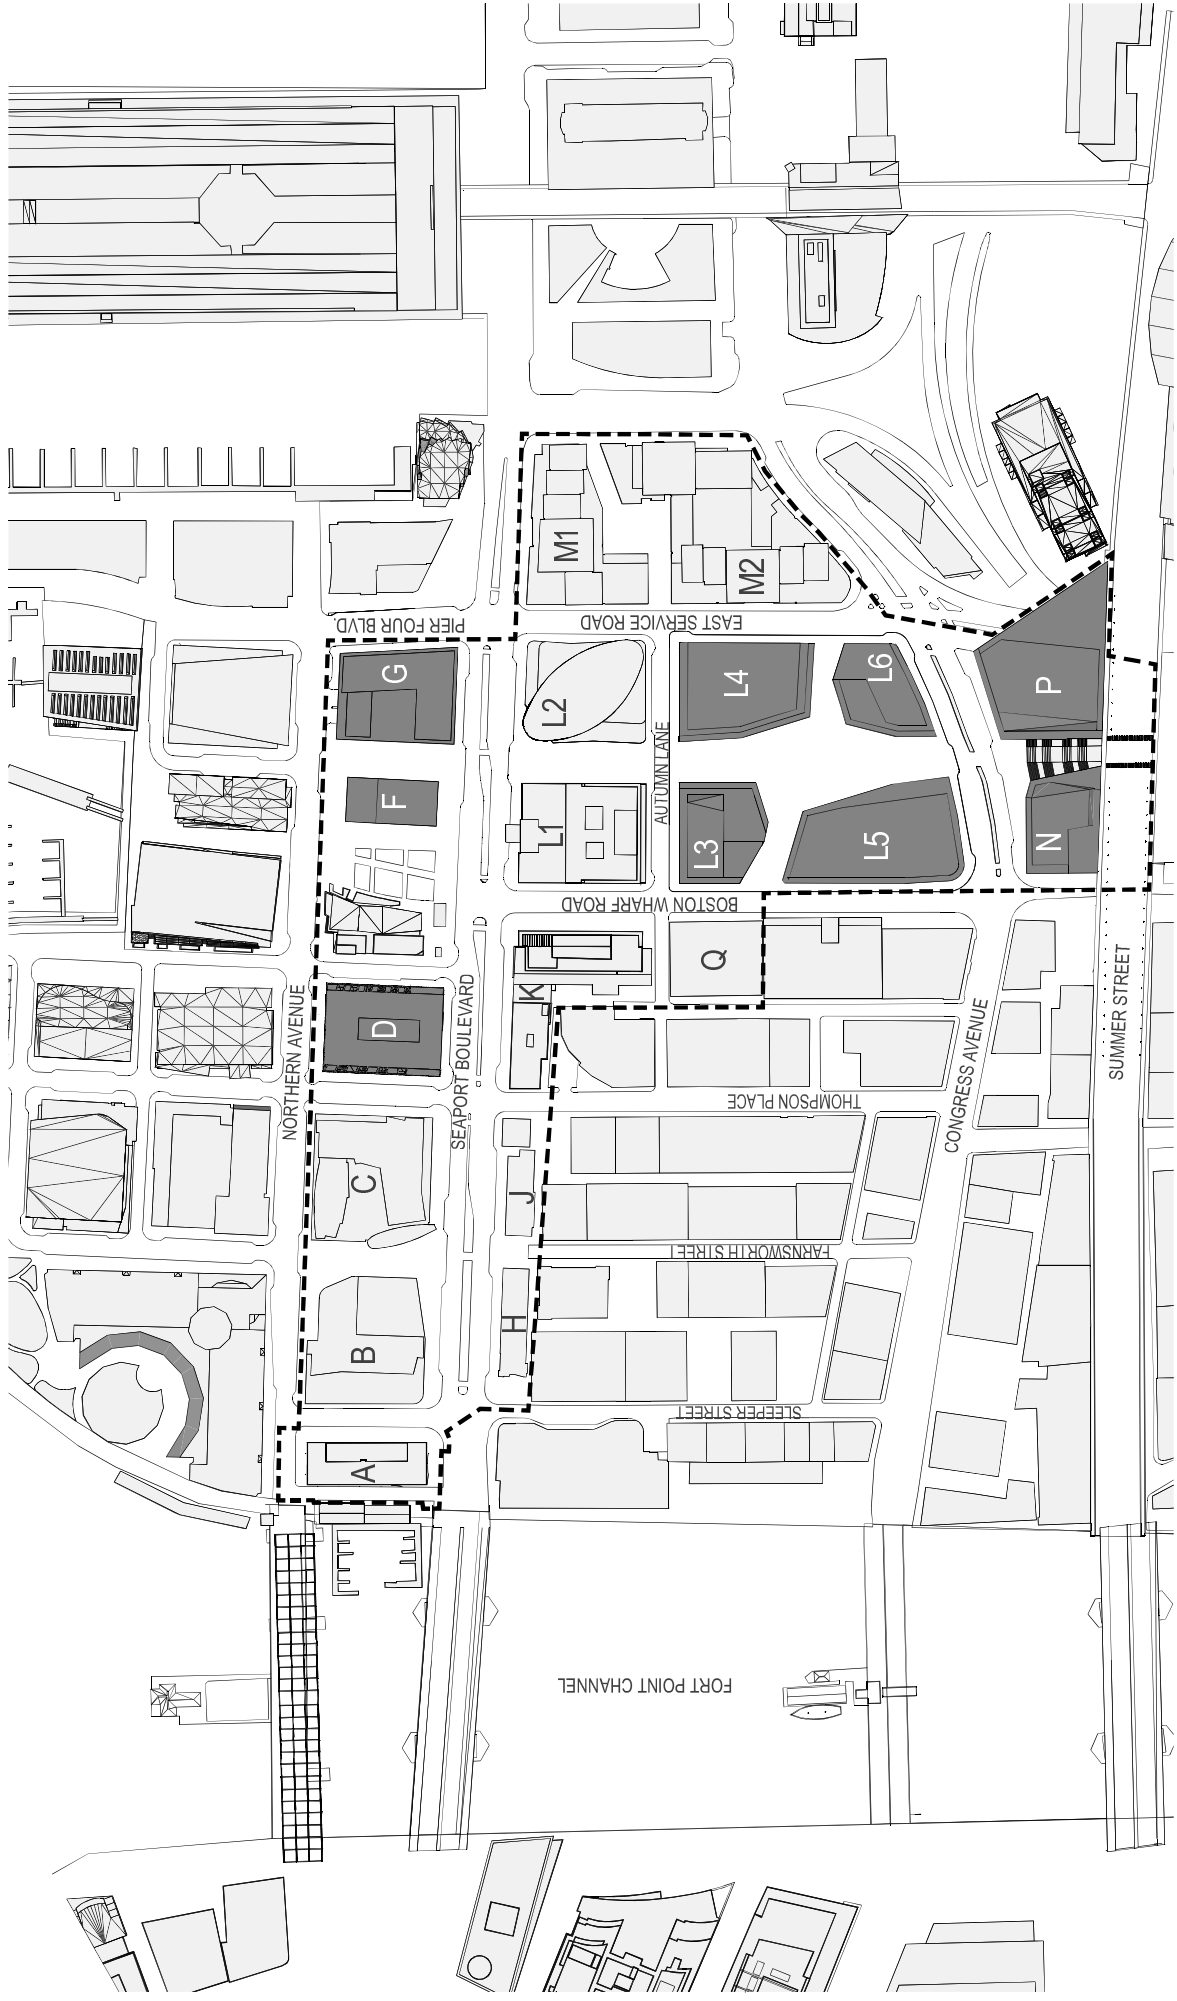 PIER FOUR BLVD.
EAST SERVICE ROAD
M1
M2
G
L2
L4
L6
P
F
L1
AUTUMN LANE
L3
L5
N
BOSTON WHARF ROAD
K
Q
D
NORTHERN AVENUE
SEAPORT BOULEVARD
CONGRESS AVENUE
SUMMER STREET
THOMPSON PLACE
C
J
FARNSWORTH STREET
H
B
SLEEPER STREET
A
FORT POINT CHANNEL